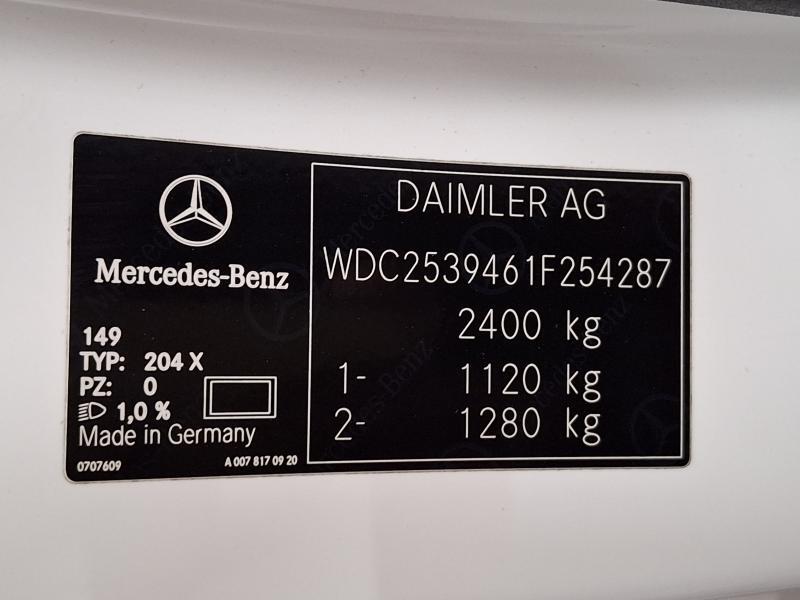 Mercedes-Benz
149
TYP: 204 X
PZ: 0
1,0 %
Made in Germany
0707609
A 007 817 09 20
DAIMLER AG
WDC2539461F254287
2400 kg
1- 1120 kg
2- 1280 kg